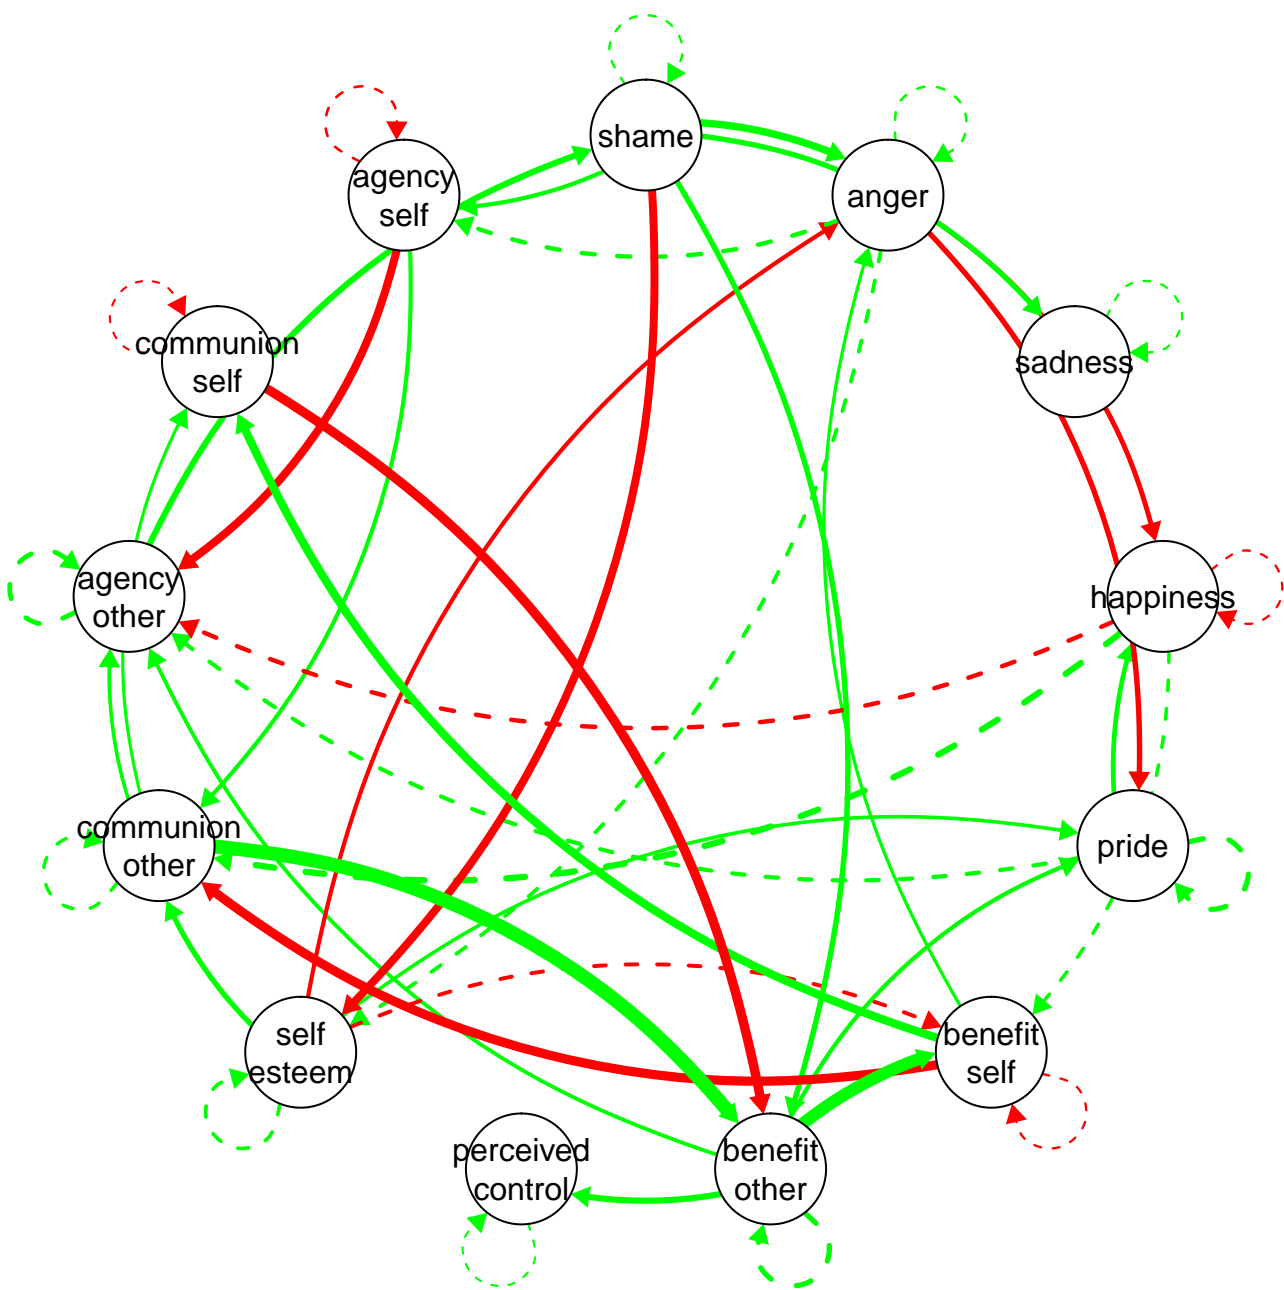 shame
agency
self
anger
communion
self
sadness
agency
other
happiness
communion
other
pride
self
esteem
benefit
self
perceived
control
benefit
other